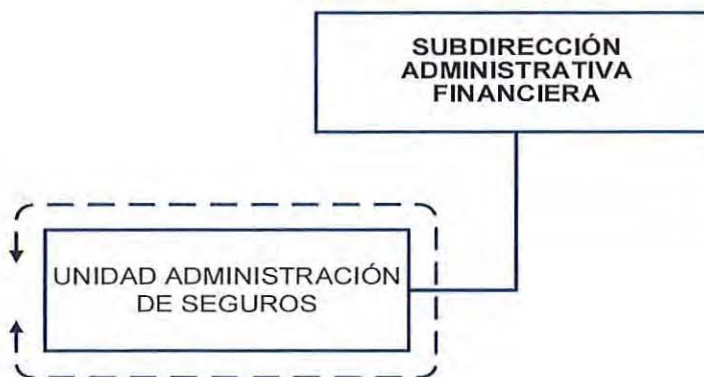 SUBDIRECCIÓN
ADMINISTRATIVA
FINANCIERA
UNIDAD ADMINISTRACIÓN
DE SEGUROS